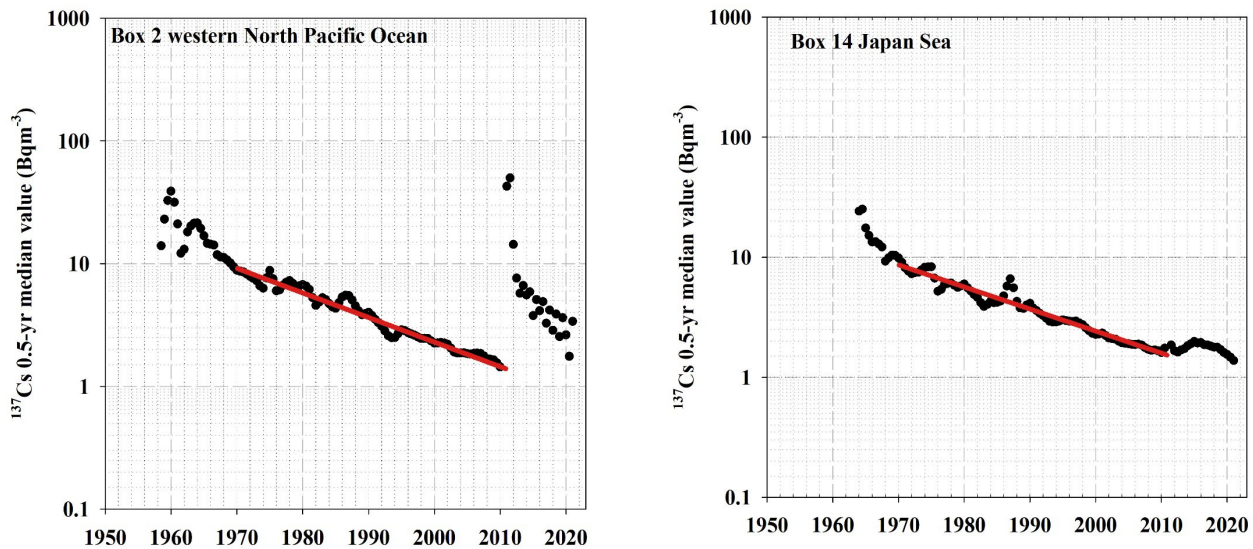 1000
100
10
1
0.1
¹³⁷Cs 0.5-yr median value (Bqm⁻³)
Box 2 western North Pacific Ocean
1950 1960 1970 1980 1990 2000 2010 2020
1000
100
10
1
0.1
¹³⁷Cs 0.5-yr median value (Bqm⁻³)
Box 14 Japan Sea
1950 1960 1970 1980 1990 2000 2010 2020